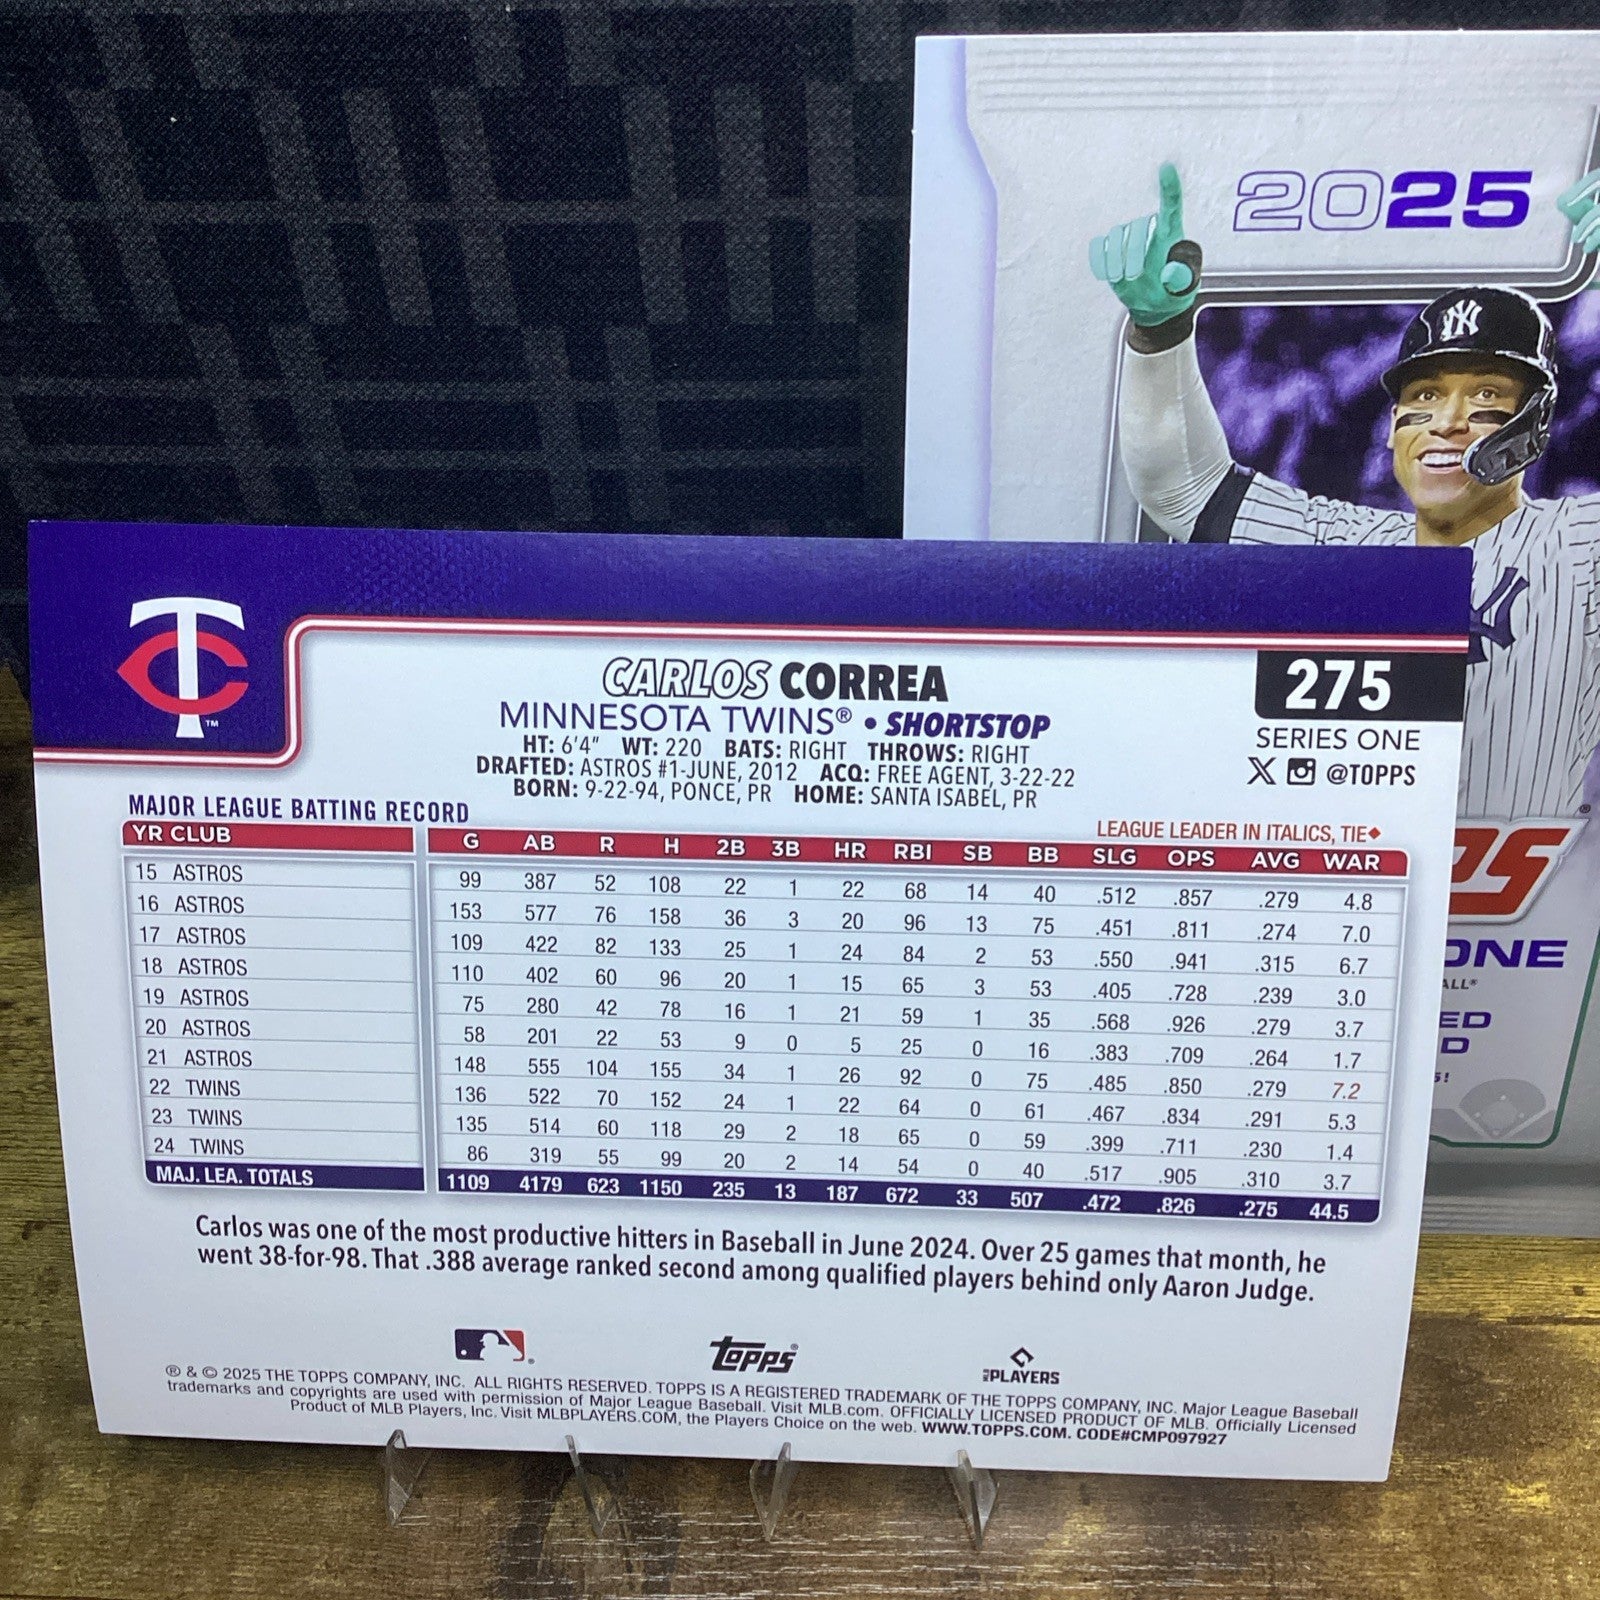 2025
NY
TC
TM
CARLOS CORREA
275
MINNESOTA TWINS® • SHORTSTOP
SERIES ONE
HT: 6'4" WT: 220 BATS: RIGHT THROWS: RIGHT
@TOPPS
DRAFTED: ASTROS #1-JUNE, 2012 ACQ: FREE AGENT, 3-22-22
BORN: 9-22-94, PONCE, PR HOME: SANTA ISABEL, PR
MAJOR LEAGUE BATTING RECORD
LEAGUE LEADER IN ITALICS, TIE◆
YR CLUB G AB R H 2B 3B HR RBI SB BB SLG OPS AVG WAR
15 ASTROS 99 387 52 108 22 1 22 68 14 40 .512 .857 .279 4.8
16 ASTROS 153 577 76 158 36 3 20 96 13 75 .451 .811 .274 7.0
17 ASTROS 109 422 82 133 25 1 24 84 2 53 .550 .941 .315 6.7
18 ASTROS 110 402 60 96 20 1 15 65 3 53 .405 .728 .239 3.0
19 ASTROS 75 280 42 78 16 1 21 59 1 35 .568 .926 .279 3.7
20 ASTROS 58 201 22 53 9 0 5 25 0 16 .383 .709 .264 1.7
21 ASTROS 148 555 104 155 34 1 26 92 0 75 .485 .850 .279 7.2
22 TWINS 136 522 70 152 24 1 22 64 0 61 .467 .834 .291 5.3
23 TWINS 135 514 60 118 29 2 18 65 0 59 .399 .711 .230 1.4
24 TWINS 86 319 55 99 20 2 14 54 0 40 .517 .905 .310 3.7
MAJ. LEA. TOTALS 1109 4179 623 1150 235 13 187 672 33 507 .472 .826 .275 44.5
Carlos was one of the most productive hitters in Baseball in June 2024. Over 25 games that month, he
went 38-for-98. That .388 average ranked second among qualified players behind only Aaron Judge.
topps®
MLB PLAYERS
® & © 2025 THE TOPPS COMPANY, INC. ALL RIGHTS RESERVED. TOPPS IS A REGISTERED TRADEMARK OF THE TOPPS COMPANY, INC. Major League Baseball
trademarks and copyrights are used with permission of Major League Baseball. Visit MLB.com. OFFICIALLY LICENSED PRODUCT OF MLB. Officially Licensed
Product of MLB Players, Inc. Visit MLBPLAYERS.COM, the Players Choice on the web. WWW.TOPPS.COM. CODE#CMP097927
PS
ONE
ALL®
ED
D
S!